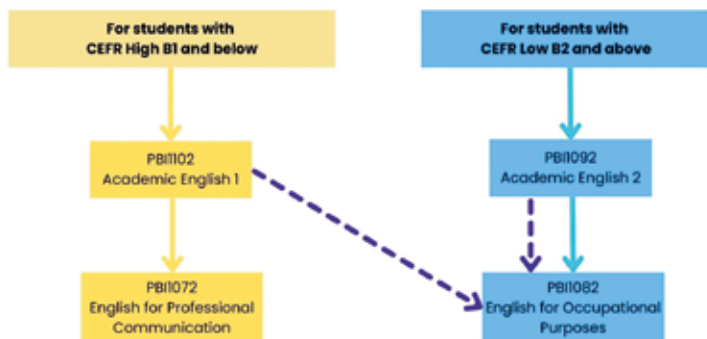 For students with
CEFR High B1 and below
For students with
CEFR Low B2 and above
PBI1102
Academic English 1
PBI1092
Academic English 2
PBI1072
English for Professional
Communication
PBI1082
English for Occupational
Purposes